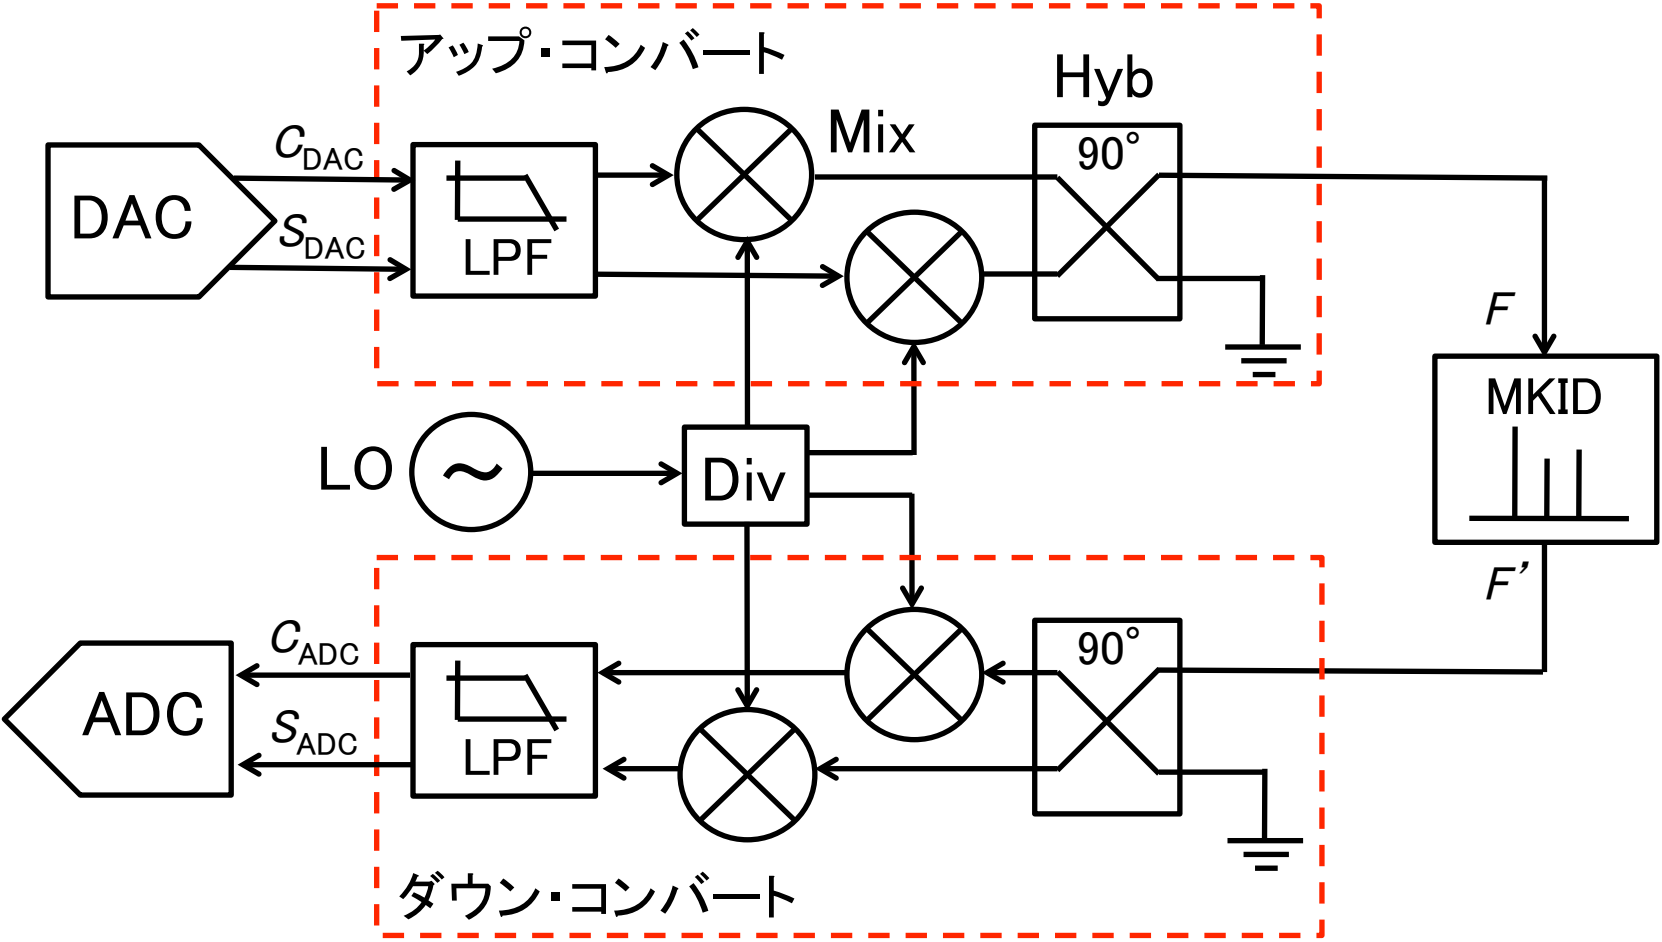 アップ・コンバート
Hyb
Mix
90°
C_DAC
DAC
S_DAC
LPF
F
MKID
LO
~
Div
F’
90°
C_ADC
ADC
S_ADC
LPF
ダウン・コンバート